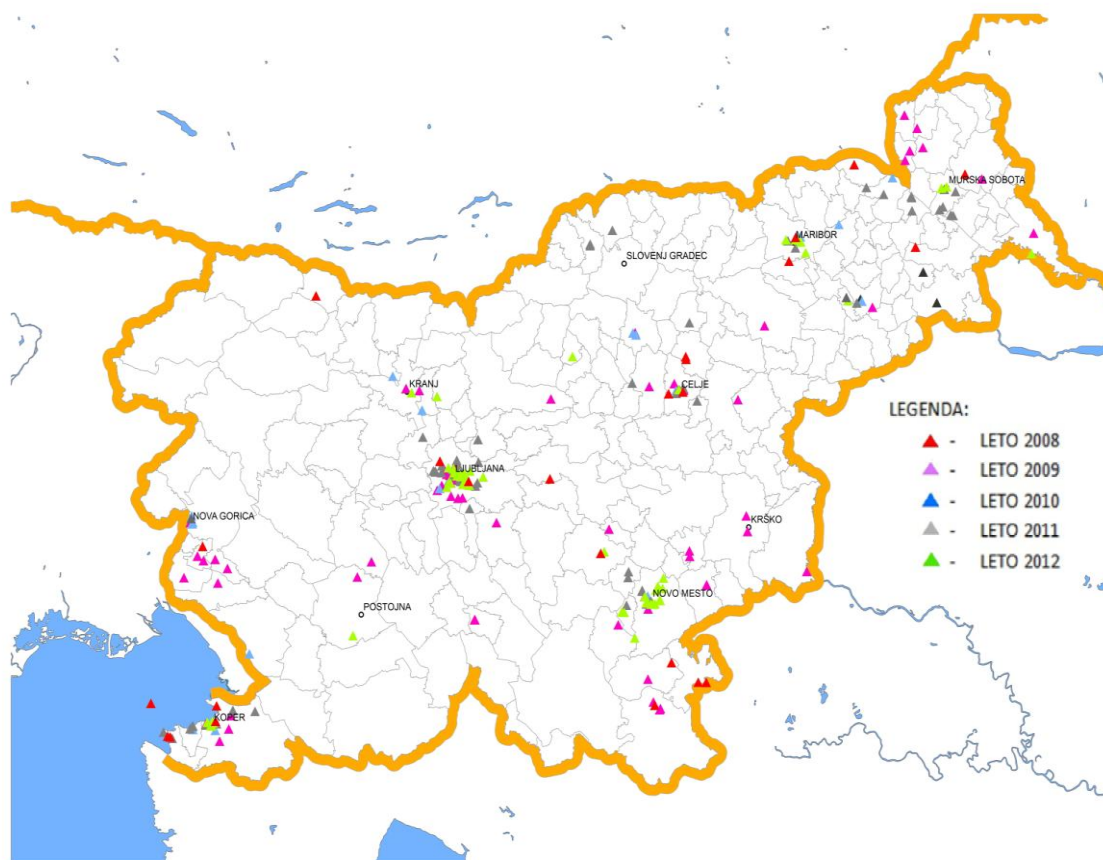 MURSKA SOBOTA
MARIBOR
SLOVENJ GRADEC
KRANJ
CELJE
LEGENDA:
- LETO 2008
- LETO 2009
- LETO 2010
- LETO 2011
- LETO 2012
LJUBLJANA
NOVA GORICA
KRŠKO
NOVO MESTO
POSTOJNA
KOPER